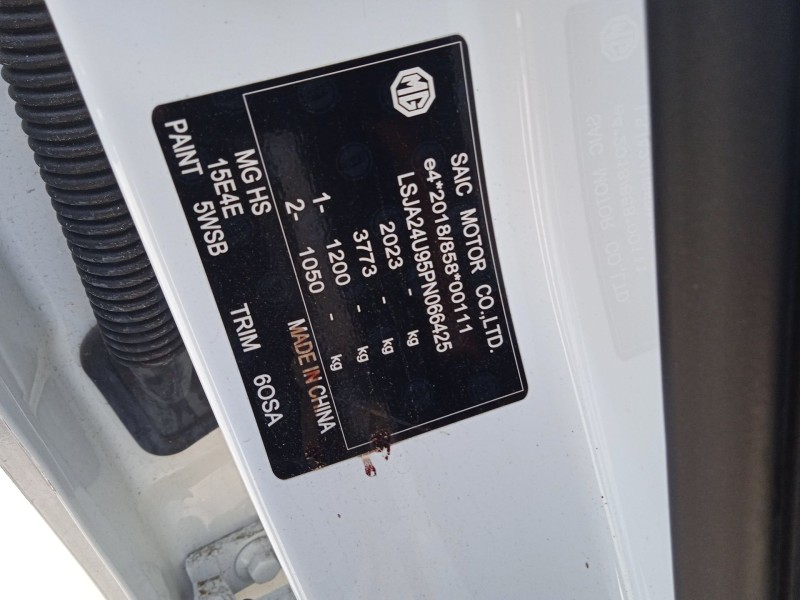 MG
SAIC MOTOR CO.,LTD.
e4*2018/858*00111
LSJA24U95PN066425
2023 - kg
3773 - kg
1- 1200 - kg
2- 1050
MADE IN CHINA
MG HS
15E4E TRIM 6OSA
PAINT 5WSB